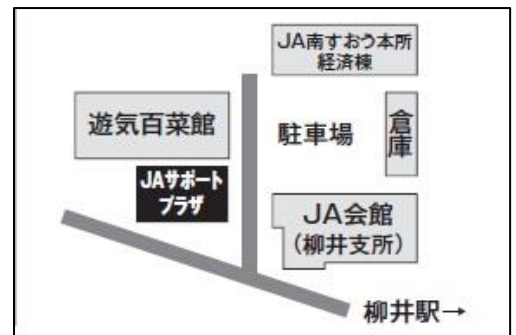 JA南すおう本所
経済棟
遊気百菜館
駐車場
倉庫
JAサポート
プラザ
JA会館
(柳井支所)
柳井駅→